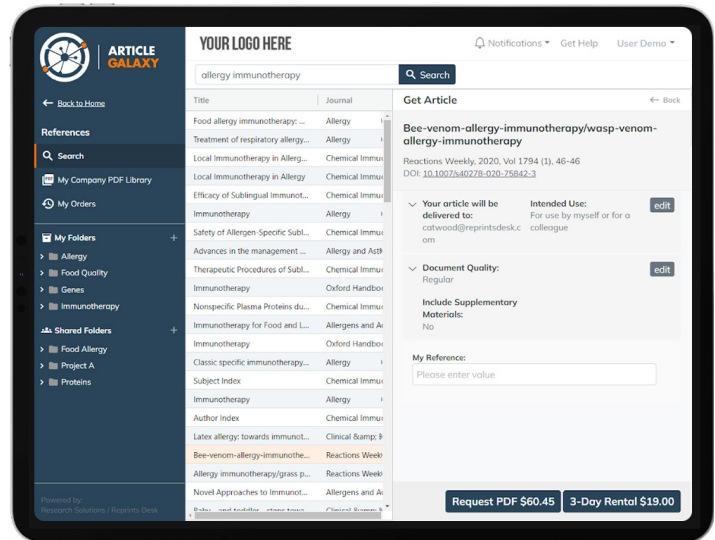 ARTICLE
GALAXY
YOUR LOGO HERE
Notifications
Get Help
User Demo
allergy immunotherapy
Search
Back to Home
References
Search
PDF
My Company PDF Library
My Orders
My Folders
+
Allergy
Food Quality
Genes
Immunotherapy
Shared Folders
+
Food Allergy
Project A
Proteins
Powered by:
Research Solutions / Reprints Desk
Title Journal
Food allergy immunotherapy: ... Allergy
Treatment of respiratory allergy... Allergy
Local Immunotherapy in Allerg... Chemical Immu
Local Immunotherapy in Allergy Chemical Immu
Efficacy of Sublingual Immunot... Chemical Immu
Immunotherapy Allergy
Safety of Allergen-Specific Subl... Chemical Immu
Advances in the management ... Allergy and Asth
Therapeutic Procedures of Subl... Chemical Immu
Immunotherapy Oxford Handbo
Nonspecific Plasma Proteins du... Chemical Immu
Immunotherapy for Food and L... Allergens and A
Immunotherapy Oxford Handbo
Classic specific immunotherapy... Allergy
Subject Index Chemical Immu
Immunotherapy Allergy
Author Index Chemical Immu
Latex allergy: towards immunot... Clinical &amp;
Bee-venom-allergy-immunothe... Reactions Week
Allergy immunotherapy/grass p... Reactions Week
Novel Approaches to Immunot... Allergens and A
Get Article
Back
Bee-venom-allergy-immunotherapy/wasp-venom-
allergy-immunotherapy
Reactions Weekly, 2020, Vol 1794 (1), 46-46
DOI: 10.1007/s40278-020-75842-3
Your article will be
delivered to:
catwood@reprintsdesk.c
om
Intended Use:
For use by myself or for a
colleague
edit
Document Quality:
Regular
edit
Include Supplementary
Materials:
No
My Reference:
Please enter value
Request PDF $60.45
3-Day Rental $19.00